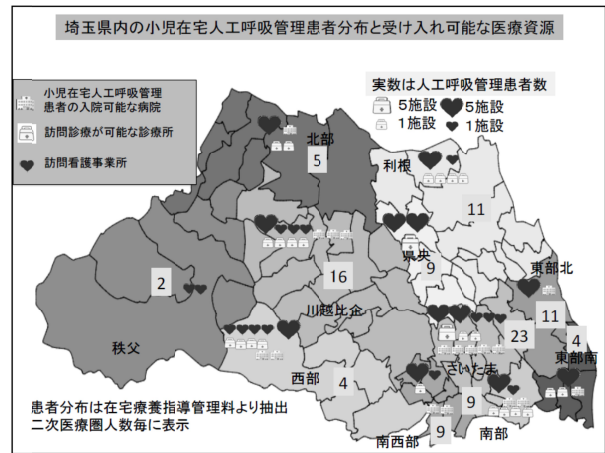 埼玉県内の小児在宅人工呼吸管理患者分布と受け入れ可能な医療資源
小児在宅人工呼吸管理
患者の入院可能な病院
訪問診療が可能な診療所
訪問看護事業所
実数は人工呼吸管理患者数
5施設 5施設
1施設 1施設
北部
5
利根
11
県央
9
16
川越比企
2
秩父
東部北
11
23
4
東部南
さいたま
西部
4
9
9
南西部
南部
患者分布は在宅療養指導管理料より抽出
二次医療圏人数毎に表示